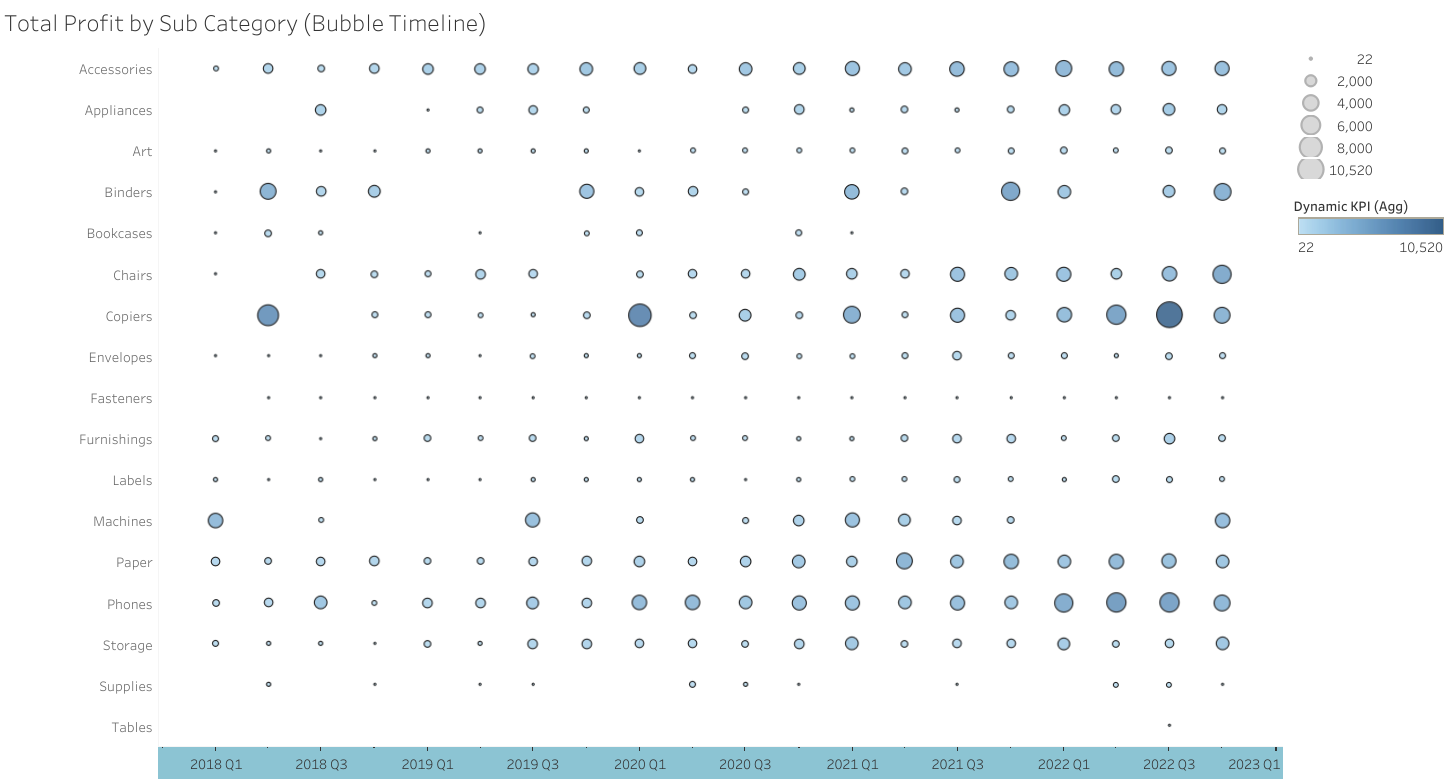 Total Profit by Sub Category (Bubble Timeline)
Accessories
Appliances
Art
Binders
Bookcases
Chairs
Copiers
Envelopes
Fasteners
Furnishings
Labels
Machines
Paper
Phones
Storage
Supplies
Tables
2018 Q1 2018 Q3 2019 Q1 2019 Q3 2020 Q1 2020 Q3 2021 Q1 2021 Q3 2022 Q1 2022 Q3 2023 Q1
22
2,000
4,000
6,000
8,000
10,520
Dynamic KPI (Agg)
22 10,520